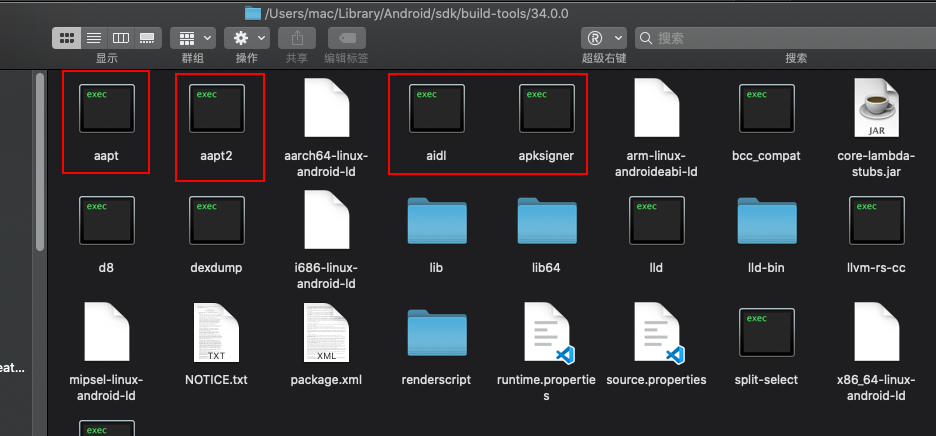 /Users/mac/Library/Android/sdk/build-tools/34.0.0
显示
群组
操作
共享
编辑标签
超级右键
搜索
搜索
exec
exec
exec
exec
JAR
exec
aapt
aapt2
aarch64-linux-
android-ld
aidl
apksigner
arm-linux-
androideabi-ld
bcc_compat
core-lambda-
stubs.jar
exec
exec
exec
exec
d8
dexdump
i686-linux-
android-ld
lib
lib64
lld
lld-bin
llvm-rs-cc
TXT
XML
exec
eat...
mipsel-linux-
android-ld
NOTICE.txt
package.xml
renderscript
runtime.propertie
s
source.properties
split-select
x86_64-linux-
android-ld
exec